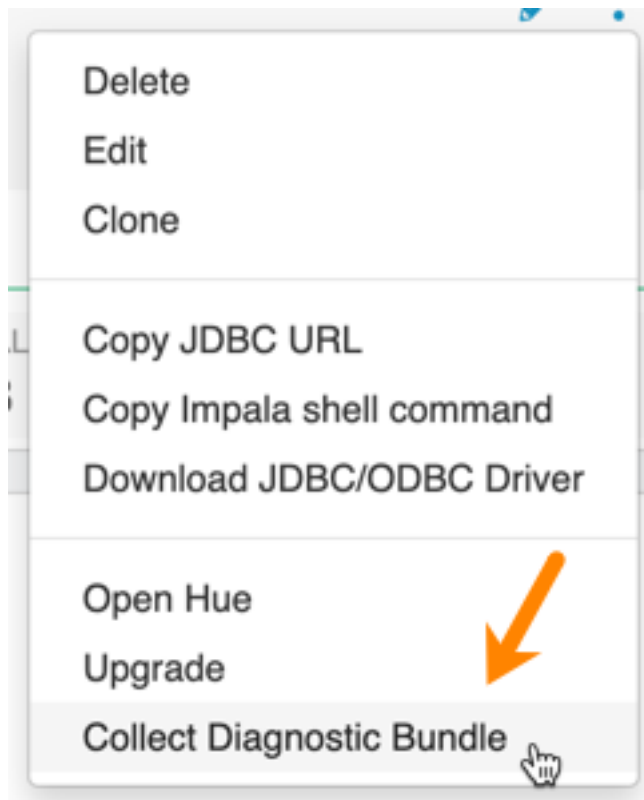 Delete
Edit
Clone
Copy JDBC URL
Copy Impala shell command
Download JDBC/ODBC Driver
Open Hue
Upgrade
Collect Diagnostic Bundle